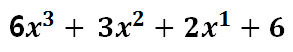 6x³ + 3x² + 2x¹ + 6